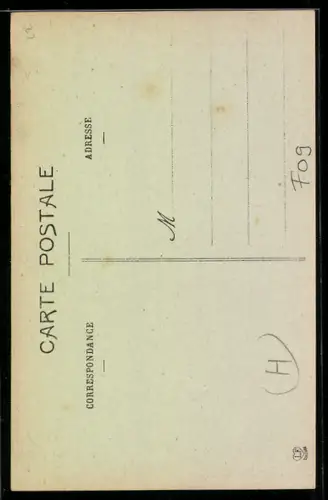 CARTE POSTALE
CORRESPONDANCE
ADRESSE
M
F09
(H)